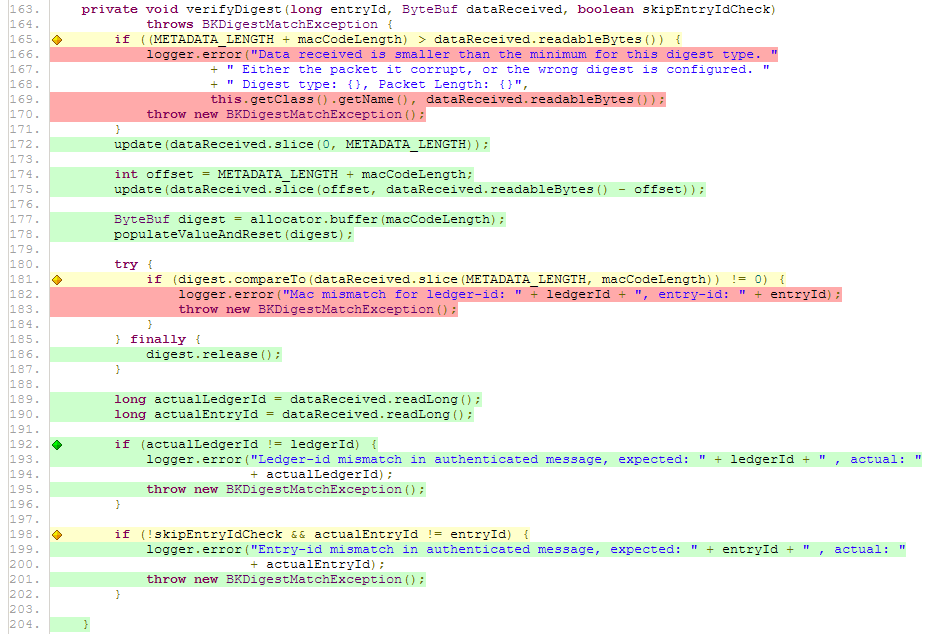 163.     private void verifyDigest(long entryId, ByteBuf dataReceived, boolean skipEntryIdCheck)
164.             throws BKDigestMatchException {
165.         if ((METADATA_LENGTH + macCodeLength) > dataReceived.readableBytes()) {
166.             logger.error("Data received is smaller than the minimum for this digest type. "
167.                     + " Either the packet it corrupt, or the wrong digest is configured. "
168.                     + " Digest type: {}, Packet Length: {}",
169.                     this.getClass().getName(), dataReceived.readableBytes());
170.             throw new BKDigestMatchException();
171.         }
172.         update(dataReceived.slice(0, METADATA_LENGTH));
173.
174.         int offset = METADATA_LENGTH + macCodeLength;
175.         update(dataReceived.slice(offset, dataReceived.readableBytes() - offset));
176.
177.         ByteBuf digest = allocator.buffer(macCodeLength);
178.         populateValueAndReset(digest);
179.
180.         try {
181.             if (digest.compareTo(dataReceived.slice(METADATA_LENGTH, macCodeLength)) != 0) {
182.                 logger.error("Mac mismatch for ledger-id: " + ledgerId + ", entry-id: " + entryId);
183.                 throw new BKDigestMatchException();
184.             }
185.         } finally {
186.             digest.release();
187.         }
188.
189.         long actualLedgerId = dataReceived.readLong();
190.         long actualEntryId = dataReceived.readLong();
191.
192.         if (actualLedgerId != ledgerId) {
193.             logger.error("Ledger-id mismatch in authenticated message, expected: " + ledgerId + " , actual: "
194.                          + actualLedgerId);
195.             throw new BKDigestMatchException();
196.         }
197.
198.         if (!skipEntryIdCheck && actualEntryId != entryId) {
199.             logger.error("Entry-id mismatch in authenticated message, expected: " + entryId + " , actual: "
200.                          + actualEntryId);
201.             throw new BKDigestMatchException();
202.         }
203.
204.     }